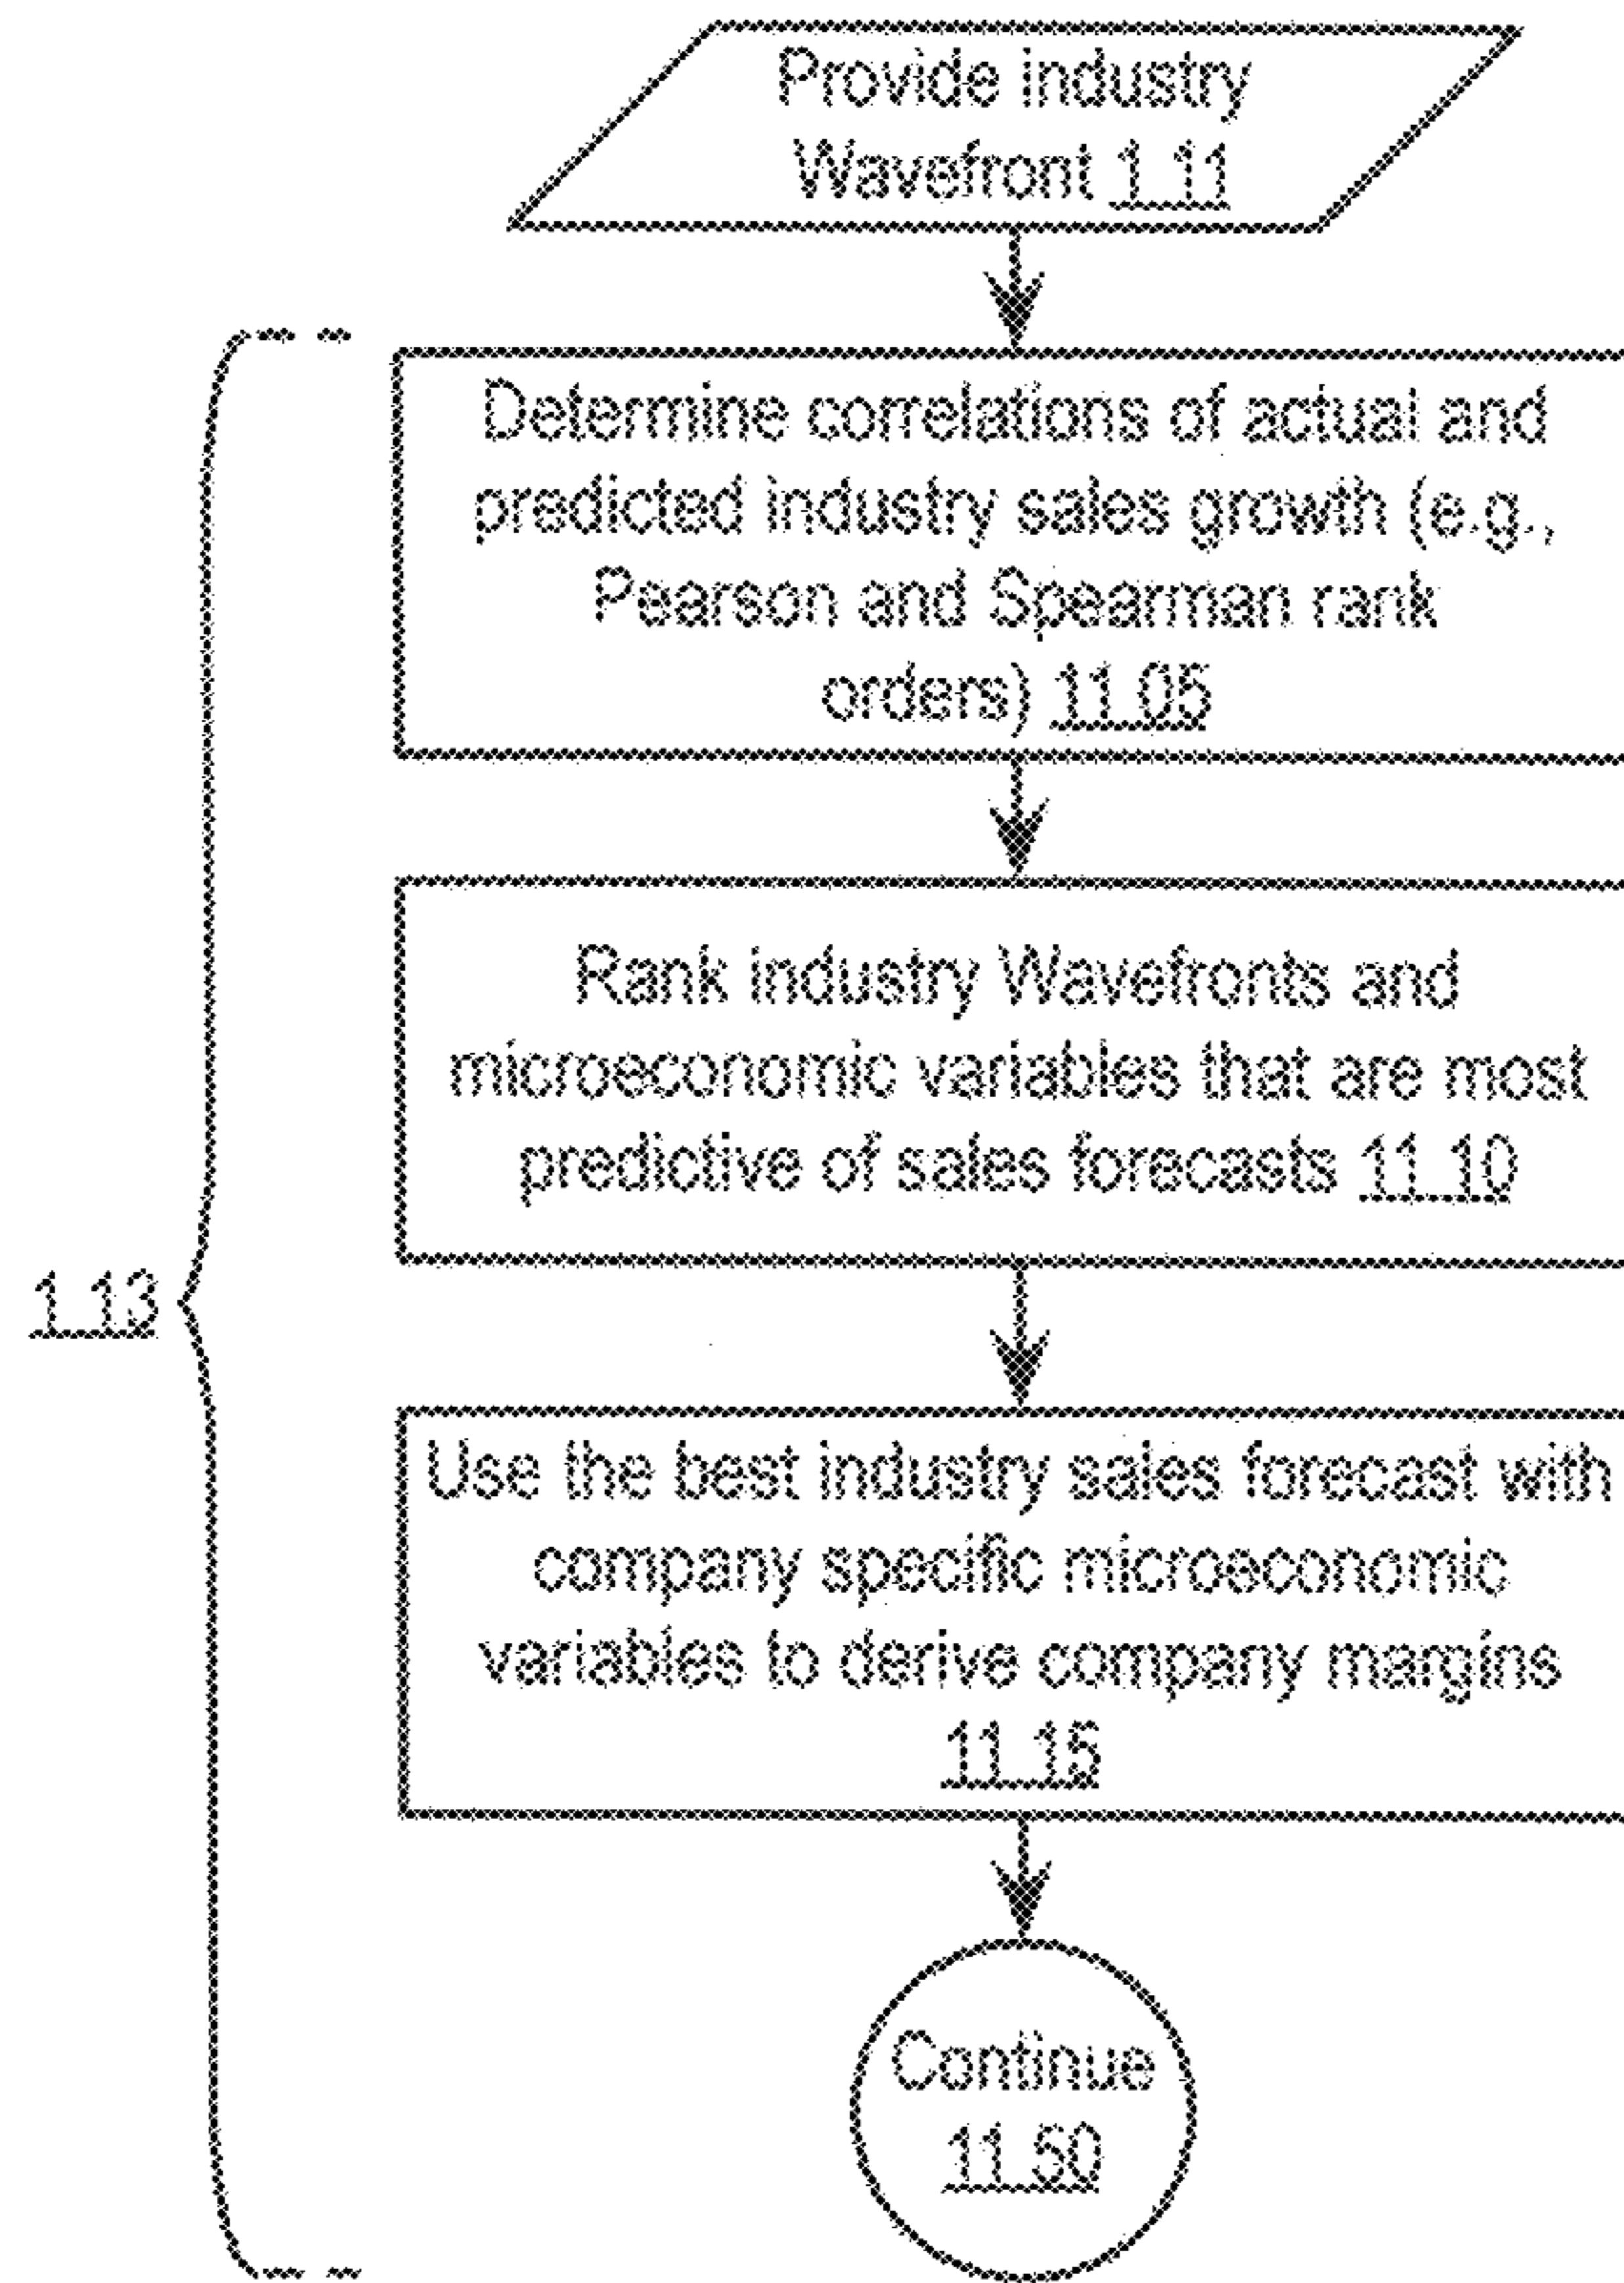 Provide industry
Wavefront 1.11
Determine correlations of actual and
predicted industry sales growth (e.g.,
Pearson and Spearman rank
orders) 11.05
Rank industry Wavefronts and
microeconomic variables that are most
predictive of sales forecasts 11.10
1.13
Use the best industry sales forecast with
company specific microeconomic
variables to derive company margins
11.15
Continue
11.50